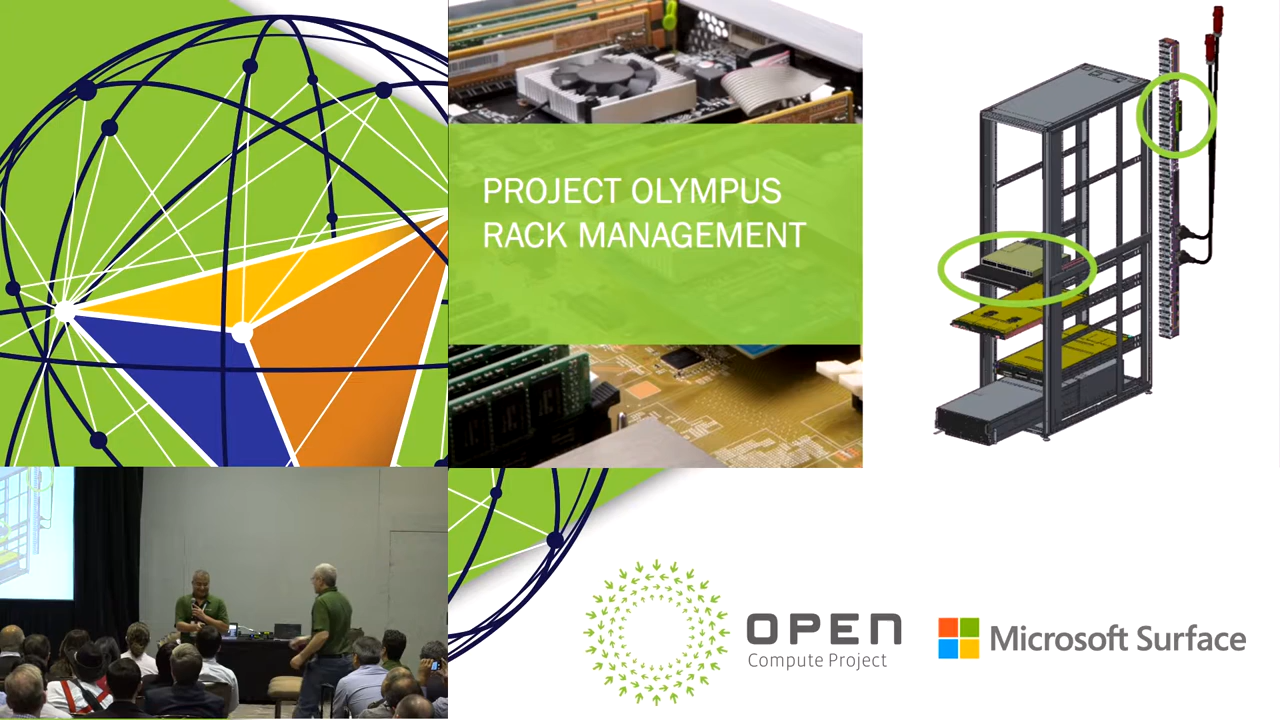 PROJECT OLYMPUS
RACK MANAGEMENT
OPEN
Compute Project
Microsoft Surface